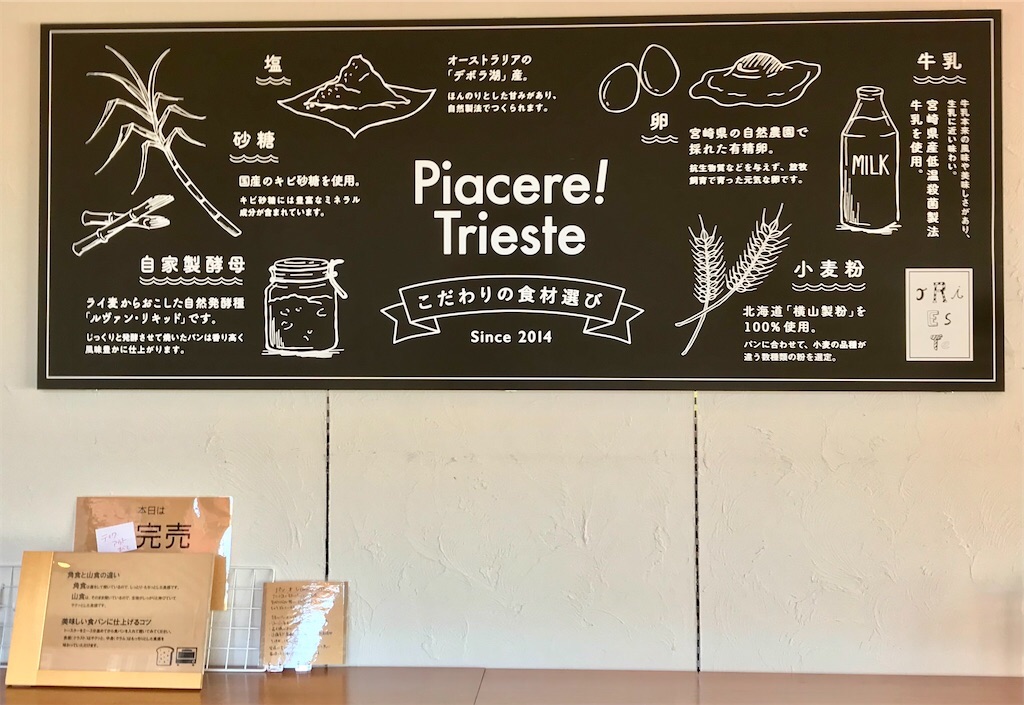 塩
オーストラリアの
「デボラ湖」産。
ほんのりとした甘みがあり、
自然製法でつくられます。
砂糖
国産のキビ砂糖を使用。
キビ砂糖には豊富なミネラル
成分が含まれています。
自家製酵母
ライ麦からおこした自然発酵種
「ルヴァン・リキッド」です。
じっくりと発酵させて焼いたパンは香り高く
風味豊かに仕上がります。
Piacere!
Trieste
こだわりの食材選び
Since 2014
卵
宮崎県の自然農園で
採れた有精卵。
抗生物質などを与えず、放牧
飼育で育った元気な卵です。
牛乳
宮崎県産低温殺菌製法
牛乳を使用。
牛乳本来の風味や美味しさがあり、
生乳に近い味わい。
MILK
小麦粉
北海道「横山製粉」を
100%使用。
パンに合わせて、小麦の品種が
違う数種類の粉を選定。
本日は
完売
角食と山食の違い
美味しい食パンに仕上げるコツ